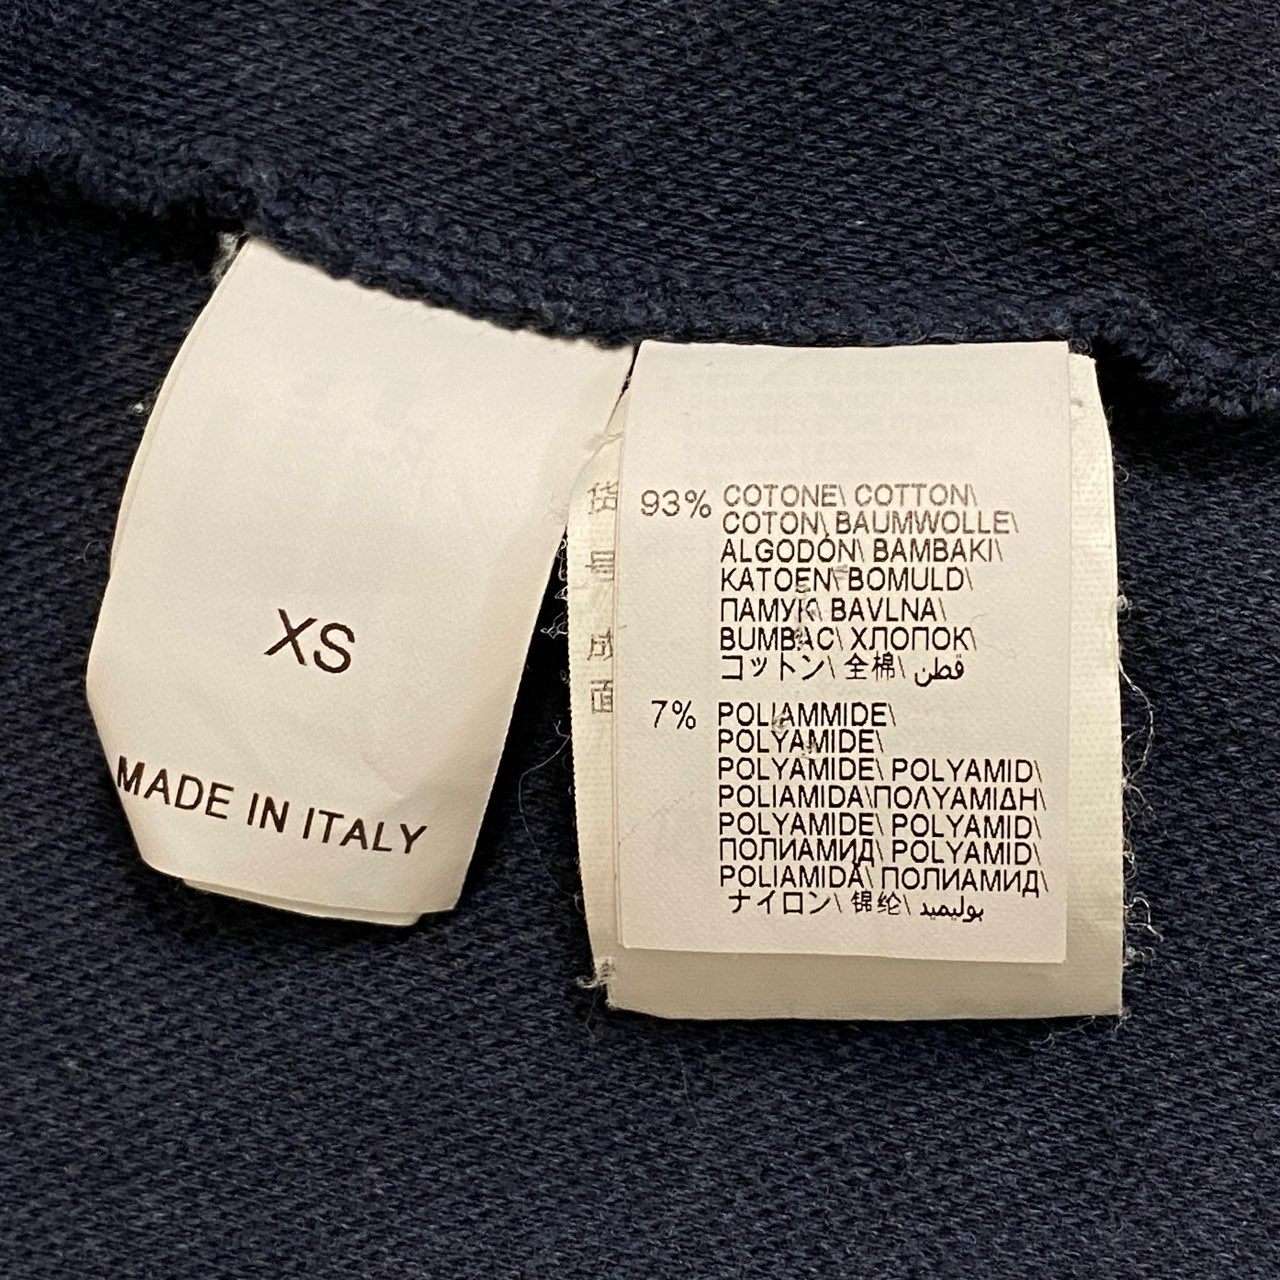 XS
MADE IN ITALY
货
号
成
面
93% COTONE\ COTTON\
COTON\ BAUMWOLLE\
ALGODÓN\ BAMBAKI\
KATOEN\ BOMULD\
ПАМУК\ BAVLNA\
BUMBAC\ ХЛОПОК\
コットン\ 全棉\ قطن
7% POLIAMMIDE\
POLYAMIDE\
POLYAMIDE\ POLYAMID\
POLIAMIDA\ΠΟΛΥΑΜΙΔΗ\
POLYAMIDE\ POLYAMID\
ПОЛИАМИД\ POLYAMID\
POLIAMIDĂ\ ПОЛИАМИД\
ナイロン\ 锦纶\ بوليميد